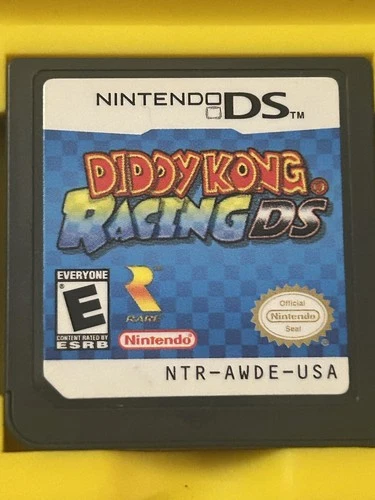 NINTENDO DS™
DIDDY KONG
RACING DS
EVERYONE
E
CONTENT RATED BY
ESRB
RARE
Nintendo®
Official
Nintendo
Seal
NTR-AWDE-USA